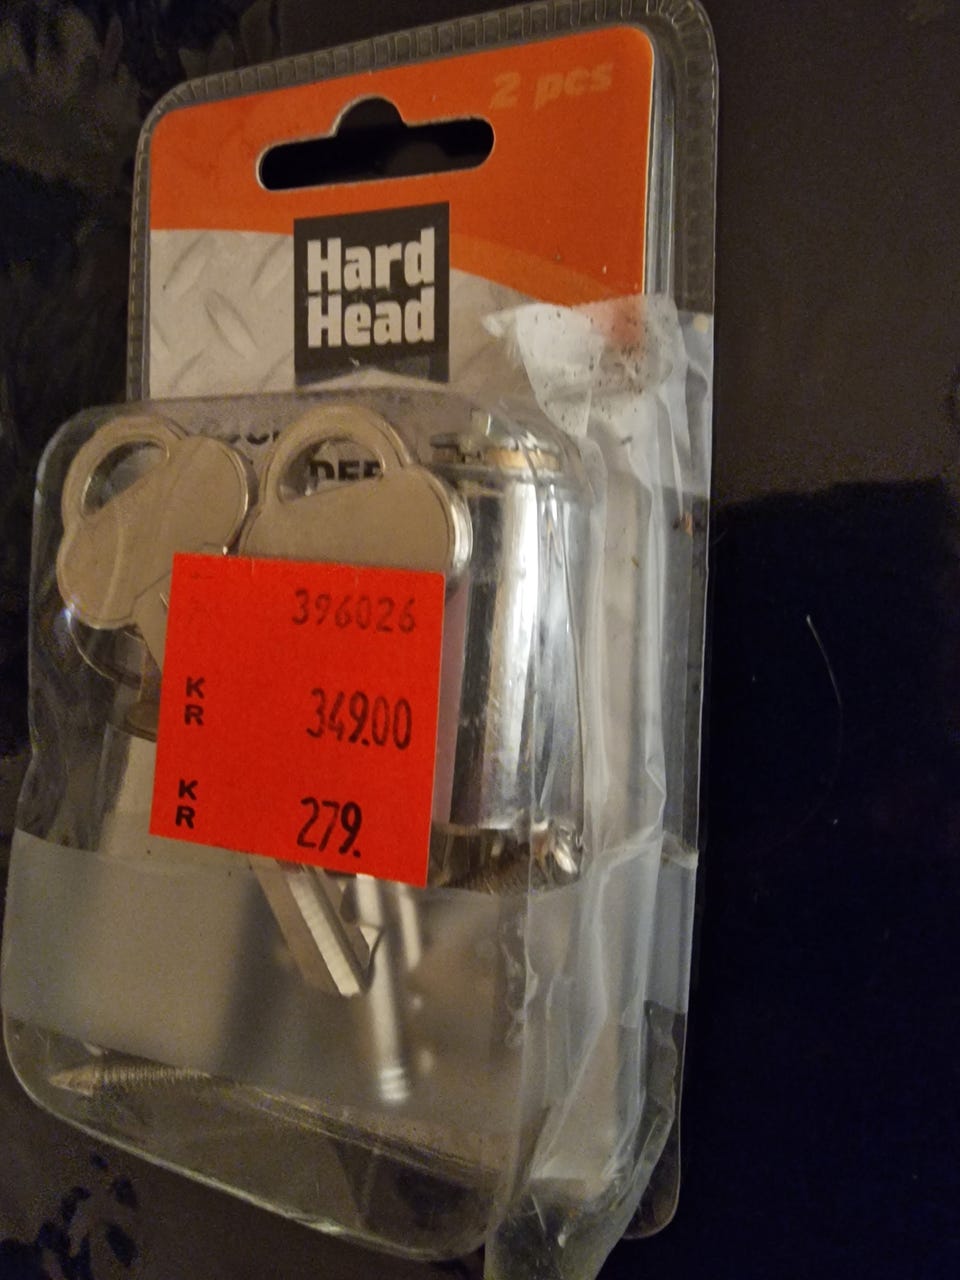 2 pcs
Hard
Head
396026
KR 349.00
KR 279.